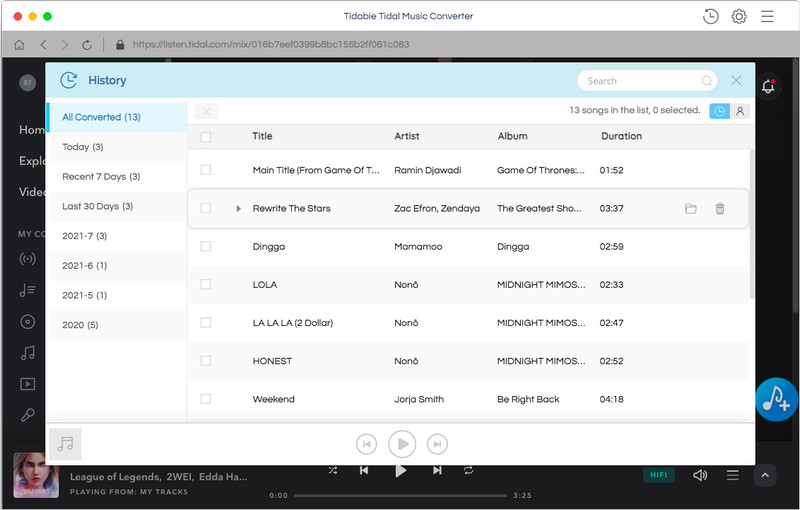 Tidabie Tidal Music Converter
https://listen.tidal.com/mix/016b7eef0399b8bc155b2ff061c083
87
History
Search
Hom
Explo
Video
MY CO
All Converted (13)
Today (3)
Recent 7 Days (3)
Last 30 Days (3)
2021-7 (3)
2021-6 (1)
2021-5 (1)
2020 (5)
13 songs in the list, 0 selected.
Title Artist Album Duration
Main Title (From Game Of T... Ramin Djawadi Game Of Thrones:... 01:52
Rewrite The Stars Zac Efron, Zendaya The Greatest Sho... 03:37
Dingga Mamamoo Dingga 02:59
LOLA Nonô MIDNIGHT MIMOS... 02:33
LA LA LA (2 Dollar) Nonô MIDNIGHT MIMOS... 02:47
HONEST Nonô MIDNIGHT MIMOS... 02:52
Weekend Jorja Smith Be Right Back 04:18
WARRIORS
League of Legends, 2WEI, Edda Ha...
PLAYING FROM: MY TRACKS
0:00
3:25
HIFI